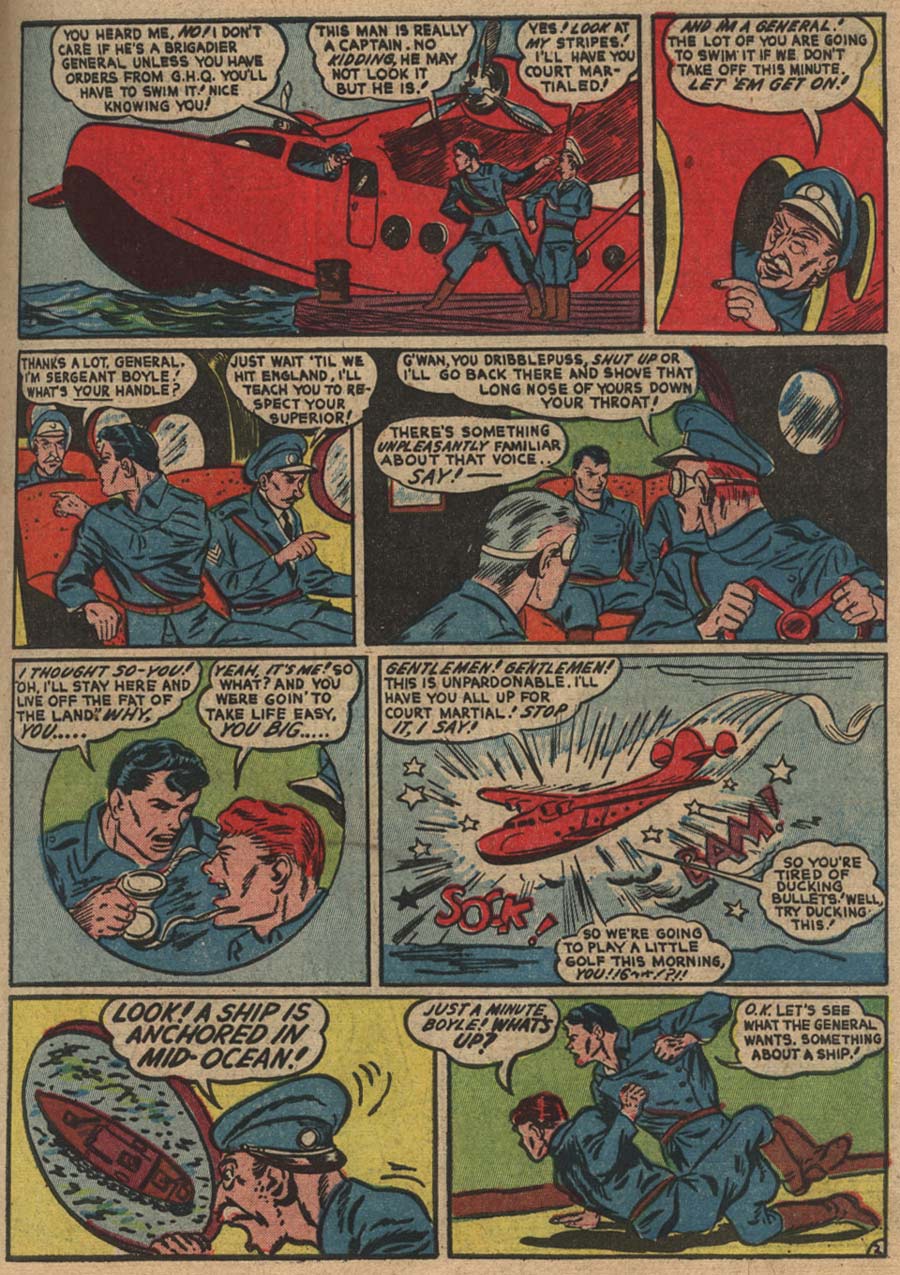 YOU HEARD ME, NO! I DON'T
CARE IF HE'S A BRIGADIER
GENERAL UNLESS YOU HAVE
ORDERS FROM G.H.Q. YOU'LL
HAVE TO SWIM IT! NICE
KNOWING YOU!
THIS MAN IS REALLY
A CAPTAIN. NO
KIDDING, HE MAY
NOT LOOK IT
BUT HE IS!
YES! LOOK AT
MY STRIPES!
I'LL HAVE YOU
COURT MAR-
TIALED!
AND I'M A GENERAL!
THE LOT OF YOU ARE GOING
TO SWIM IT IF WE DON'T
TAKE OFF THIS MINUTE.
LET 'EM GET ON!
THANKS A LOT, GENERAL.
I'M SERGEANT BOYLE!
WHAT'S YOUR HANDLE?
JUST WAIT 'TIL WE
HIT ENGLAND, I'LL
TEACH YOU TO RE-
SPECT YOUR
SUPERIOR!
G'WAN, YOU DRIBBLEPUSS, SHUT UP OR
I'LL GO BACK THERE AND SHOVE THAT
LONG NOSE OF YOURS DOWN
YOUR THROAT!
THERE'S SOMETHING
UNPLEASANTLY FAMILIAR
ABOUT THAT VOICE..
SAY!—
I THOUGHT SO-YOU!
"OH, I'LL STAY HERE AND
LIVE OFF THE FAT OF
THE LAND." WHY,
YOU.....
YEAH, IT'S ME! SO
WHAT? AND YOU
WERE GOIN' TO
TAKE LIFE EASY,
YOU BIG.....
GENTLEMEN! GENTLEMEN!
THIS IS UNPARDONABLE. I'LL
HAVE YOU ALL UP FOR
COURT MARTIAL! STOP
IT, I SAY!
BAM!
SOCK!
SO YOU'RE
TIRED OF
DUCKING
BULLETS! WELL,
TRY DUCKING
THIS!
SO WE'RE GOING
TO PLAY A LITTLE
GOLF THIS MORNING,
YOU!!6~*!?!!
LOOK! A SHIP IS
ANCHORED IN
MID-OCEAN!
JUST A MINUTE,
BOYLE! WHAT'S
UP?
O.K. LET'S SEE
WHAT THE GENERAL
WANTS. SOMETHING
ABOUT A SHIP!
2